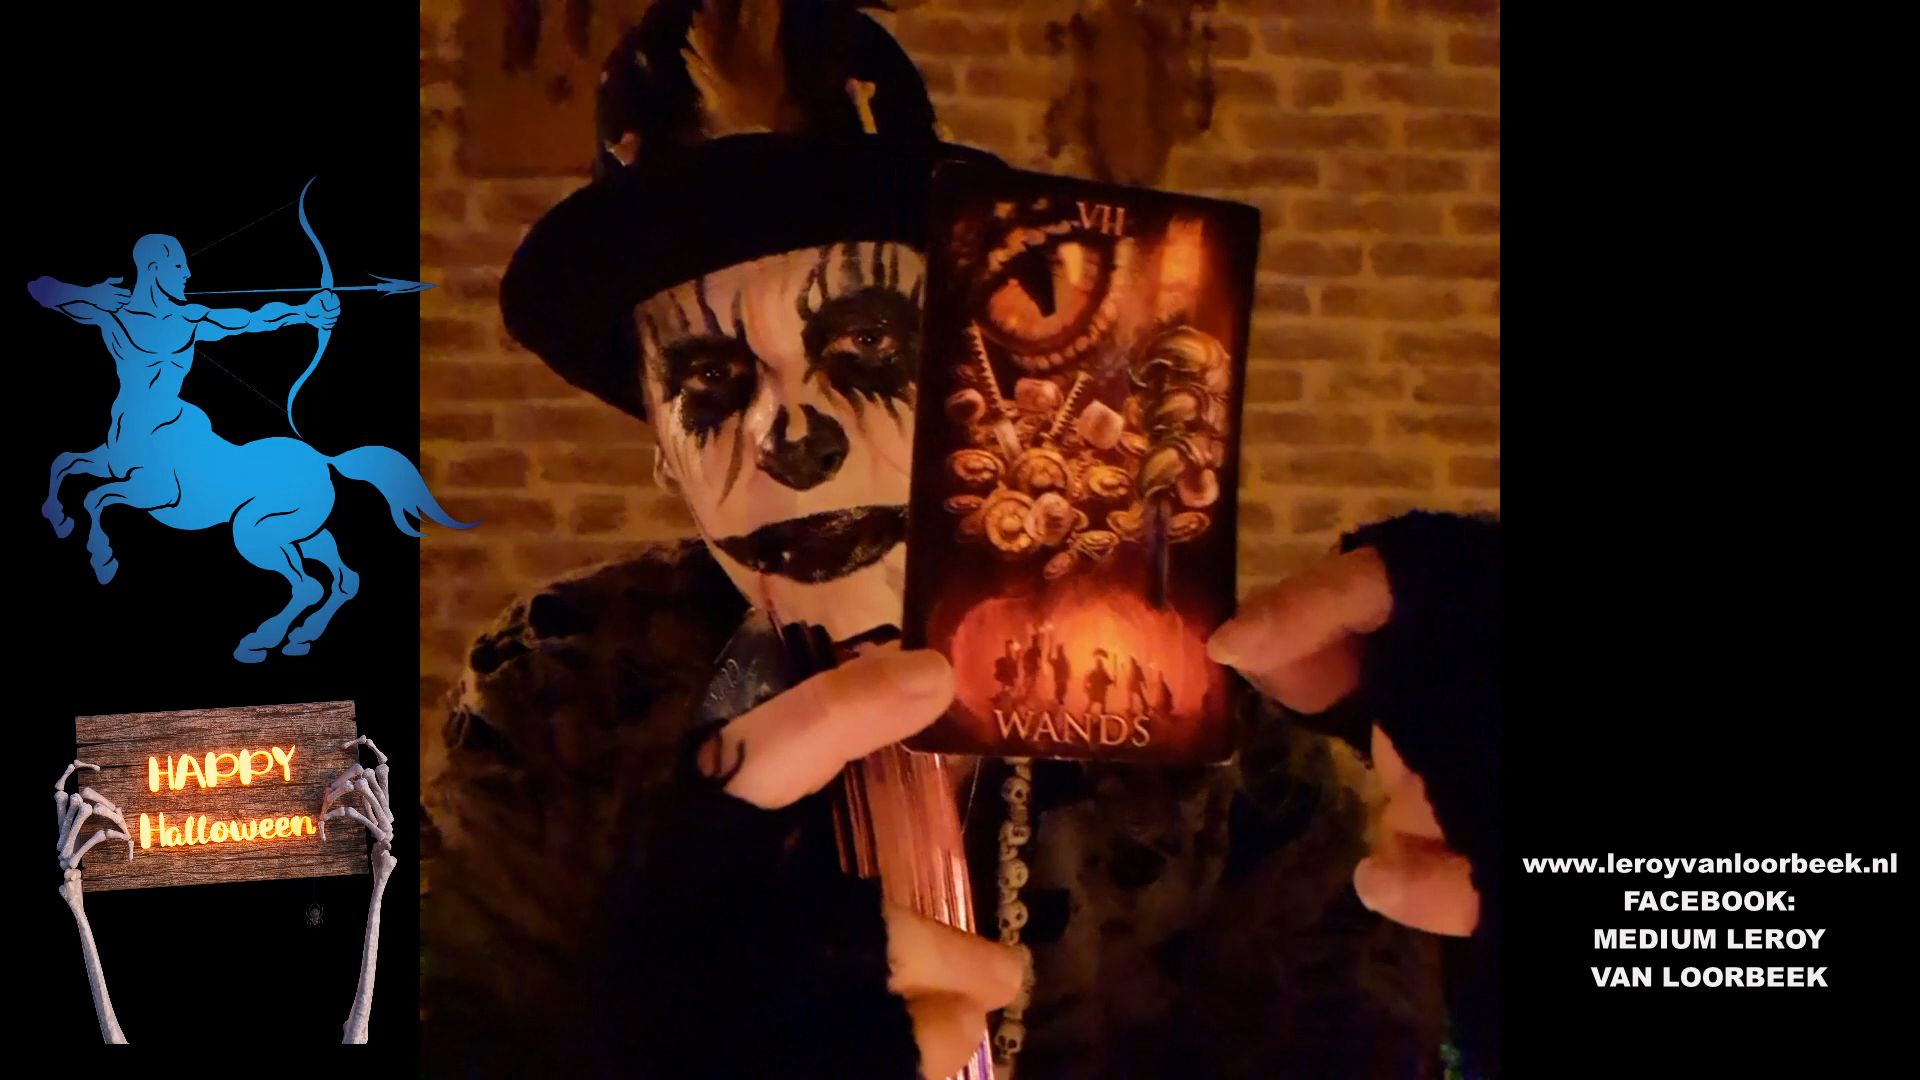 VII
WANDS
HAPPY
Halloween
www.leroyvanloorbeek.nl
FACEBOOK:
MEDIUM LEROY
VAN LOORBEEK